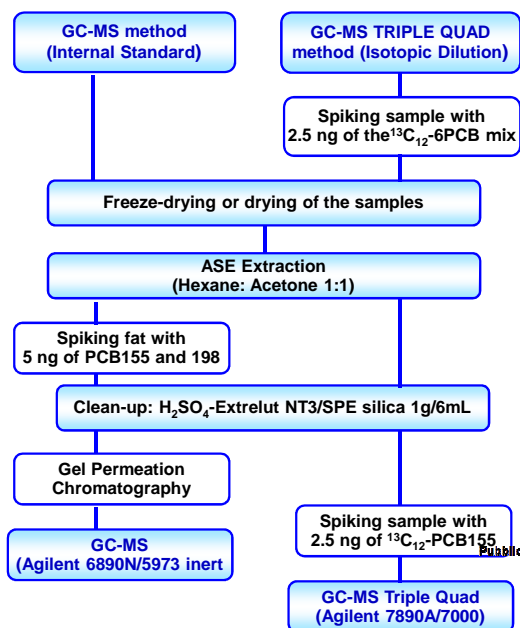 GC-MS method
(Internal Standard)
GC-MS TRIPLE QUAD
method (Isotopic Dilution)
Spiking sample with
2.5 ng of the¹³C₁₂-6PCB mix
Freeze-drying or drying of the samples
ASE Extraction
(Hexane: Acetone 1:1)
Spiking fat with
5 ng of PCB155 and 198
Clean-up: H₂SO₄-Extrelut NT3/SPE silica 1g/6mL
Gel Permeation
Chromatography
GC-MS
(Agilent 6890N/5973 inert
Spiking sample with
2.5 ng of ¹³C₁₂-PCB155
GC-MS Triple Quad
(Agilent 7890A/7000)